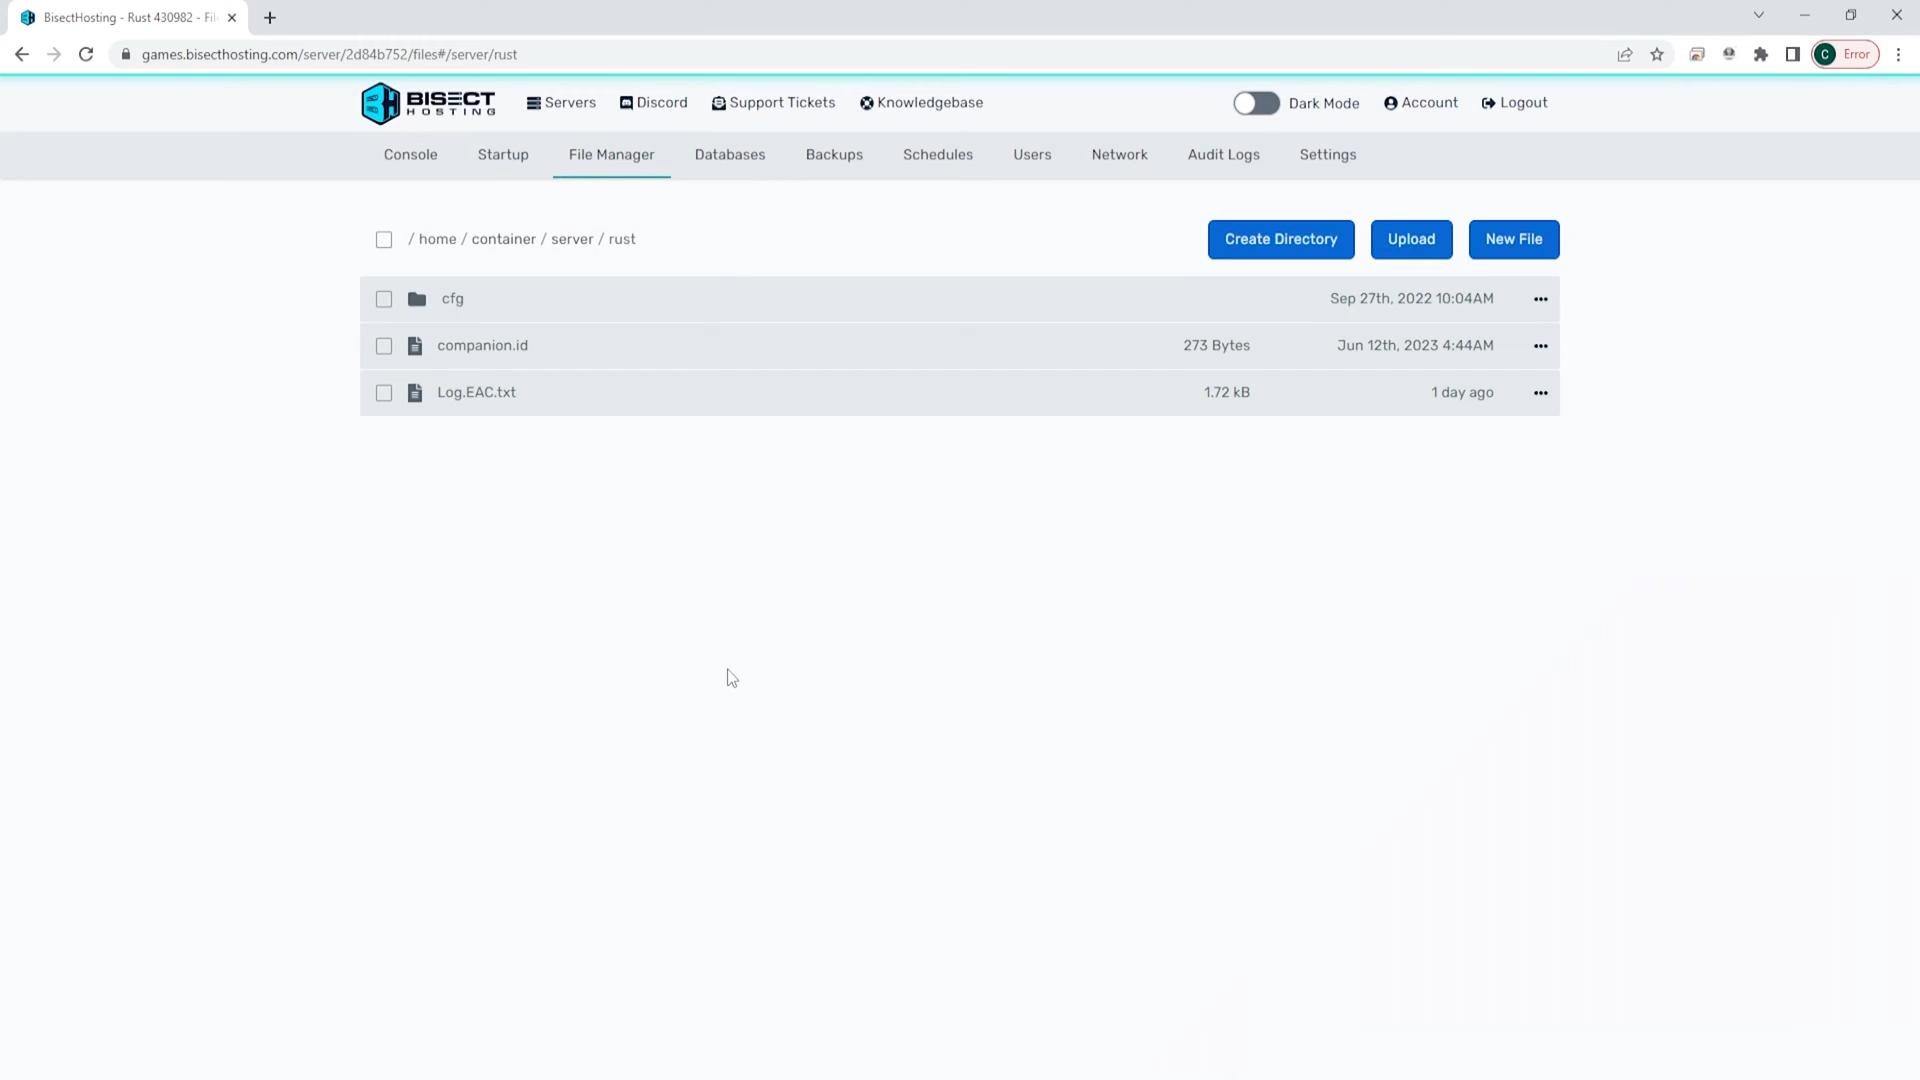 BisectHosting - Rust 430982 - Fil
games.bisecthosting.com/server/2d84b752/files#/server/rust
C Error
BISECT HOSTING
Servers Discord Support Tickets Knowledgebase Dark Mode Account Logout
Console Startup File Manager Databases Backups Schedules Users Network Audit Logs Settings
/ home / container / server / rust Create Directory Upload New File
cfg Sep 27th, 2022 10:04AM
companion.id 273 Bytes Jun 12th, 2023 4:44AM
Log.EAC.txt 1.72 kB 1 day ago